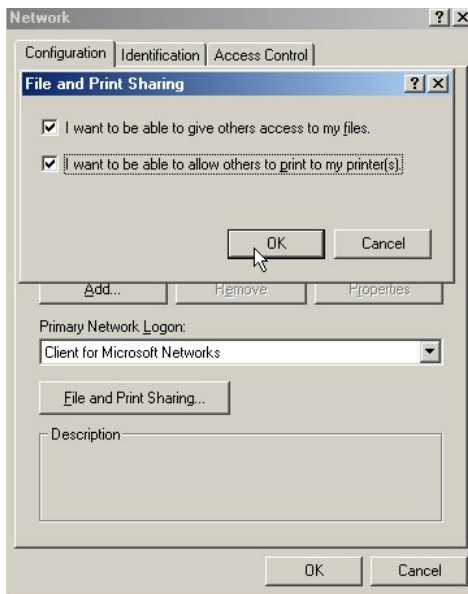 Network
Configuration Identification Access Control
File and Print Sharing
I want to be able to give others access to my files.
I want to be able to allow others to print to my printer(s).
OK Cancel
Add... Remove Properties
Primary Network Logon:
Client for Microsoft Networks
File and Print Sharing...
Description
OK Cancel